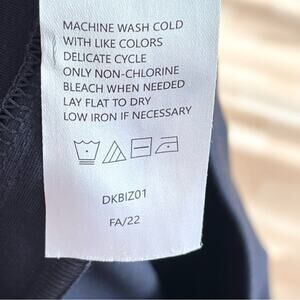 MACHINE WASH COLD
WITH LIKE COLORS
DELICATE CYCLE
ONLY NON-CHLORINE
BLEACH WHEN NEEDED
LAY FLAT TO DRY
LOW IRON IF NECESSARY
DKBIZ01
FA/22